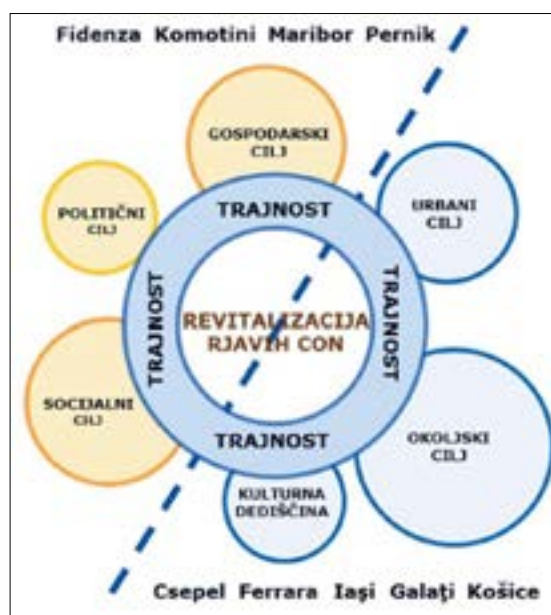 Fidenza Komotini Maribor Pernik
GOSPODARSKI
CILJ
POLITIČNI
CILJ
URBANI
CILJ
TRAJNOST
TRAJNOST
TRAJNOST
REVITALIZACIJA
RJAVIH CON
SOCIJALNI
CILJ
OKOLJSKI
CILJ
TRAJNOST
KULTURNA
DEDIŠČINA
Csepel Ferrara Iaşi Galaţi Košice